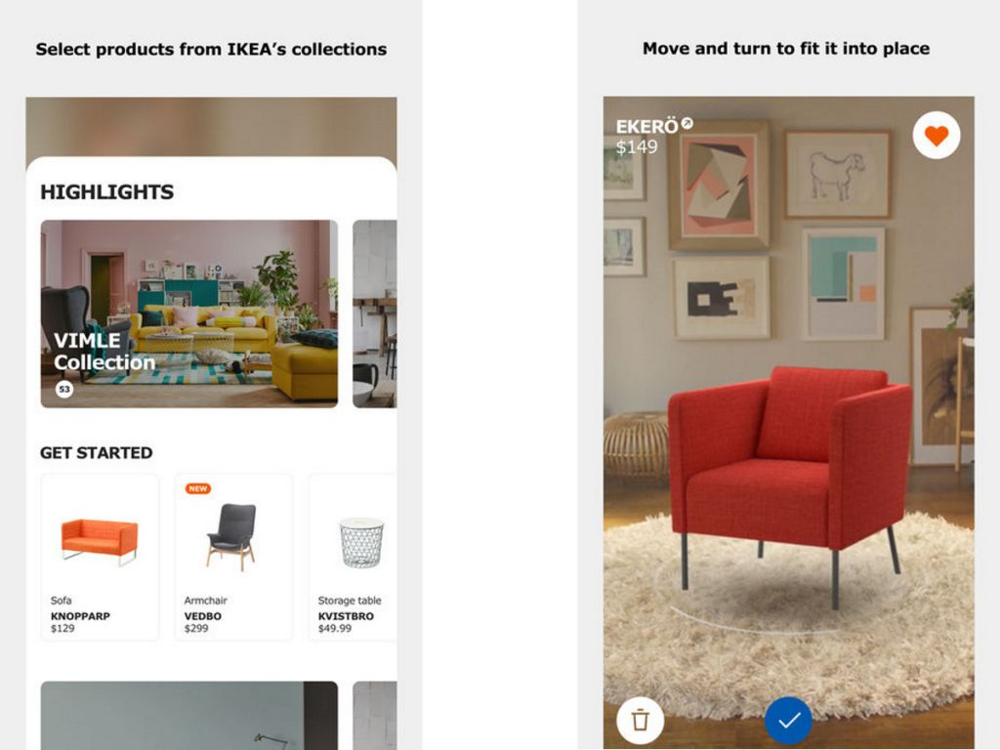 Select products from IKEA’s collections
HIGHLIGHTS
VIMLE
Collection
53
GET STARTED
Sofa
KNOPPARP
$129
NEW
Armchair
VEDBO
$299
Storage table
KVISTBRO
$49.99
Move and turn to fit it into place
EKERÖ
$149